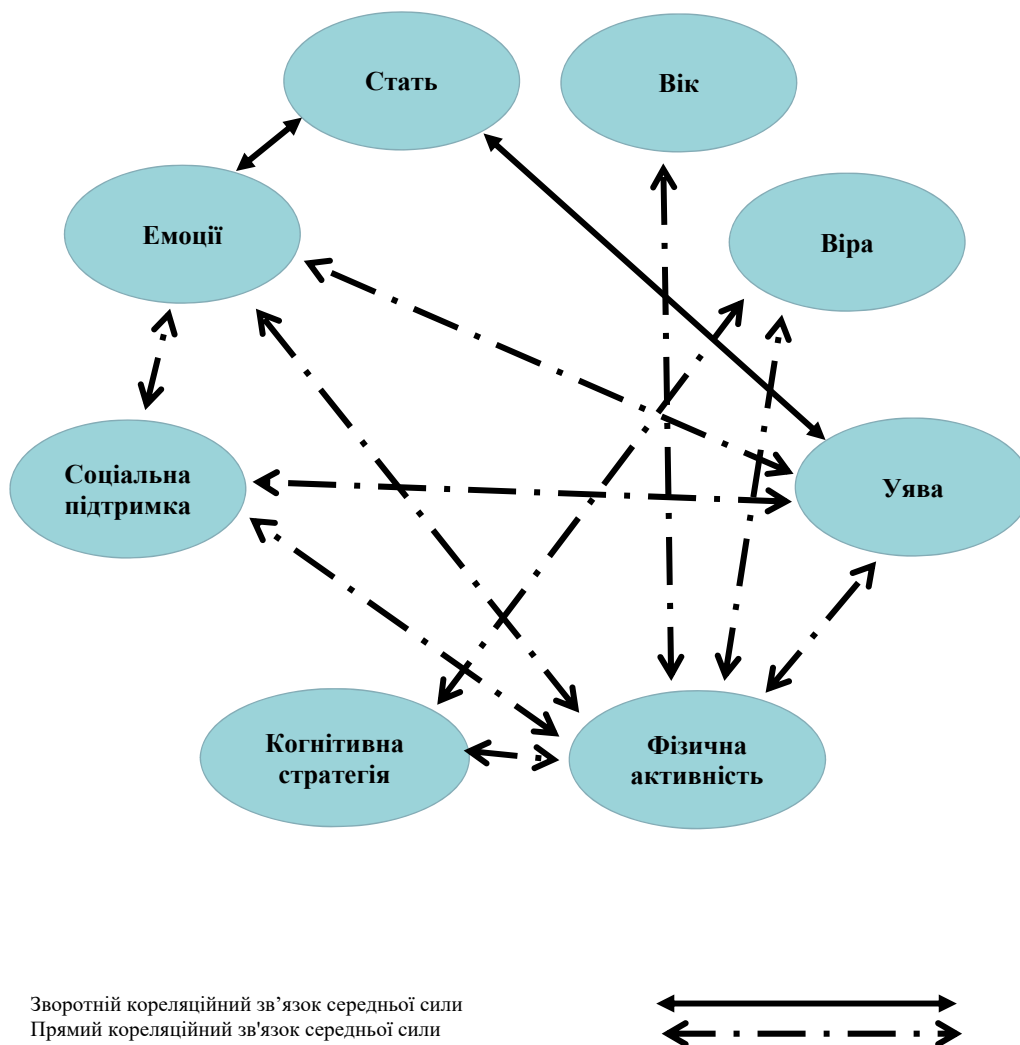 Стать
Вік
Емоції
Віра
Соціальна
підтримка
Уява
Когнітивна
стратегія
Фізична
активність
Зворотній кореляційний зв’язок середньої сили
Прямий кореляційний зв'язок середньої сили